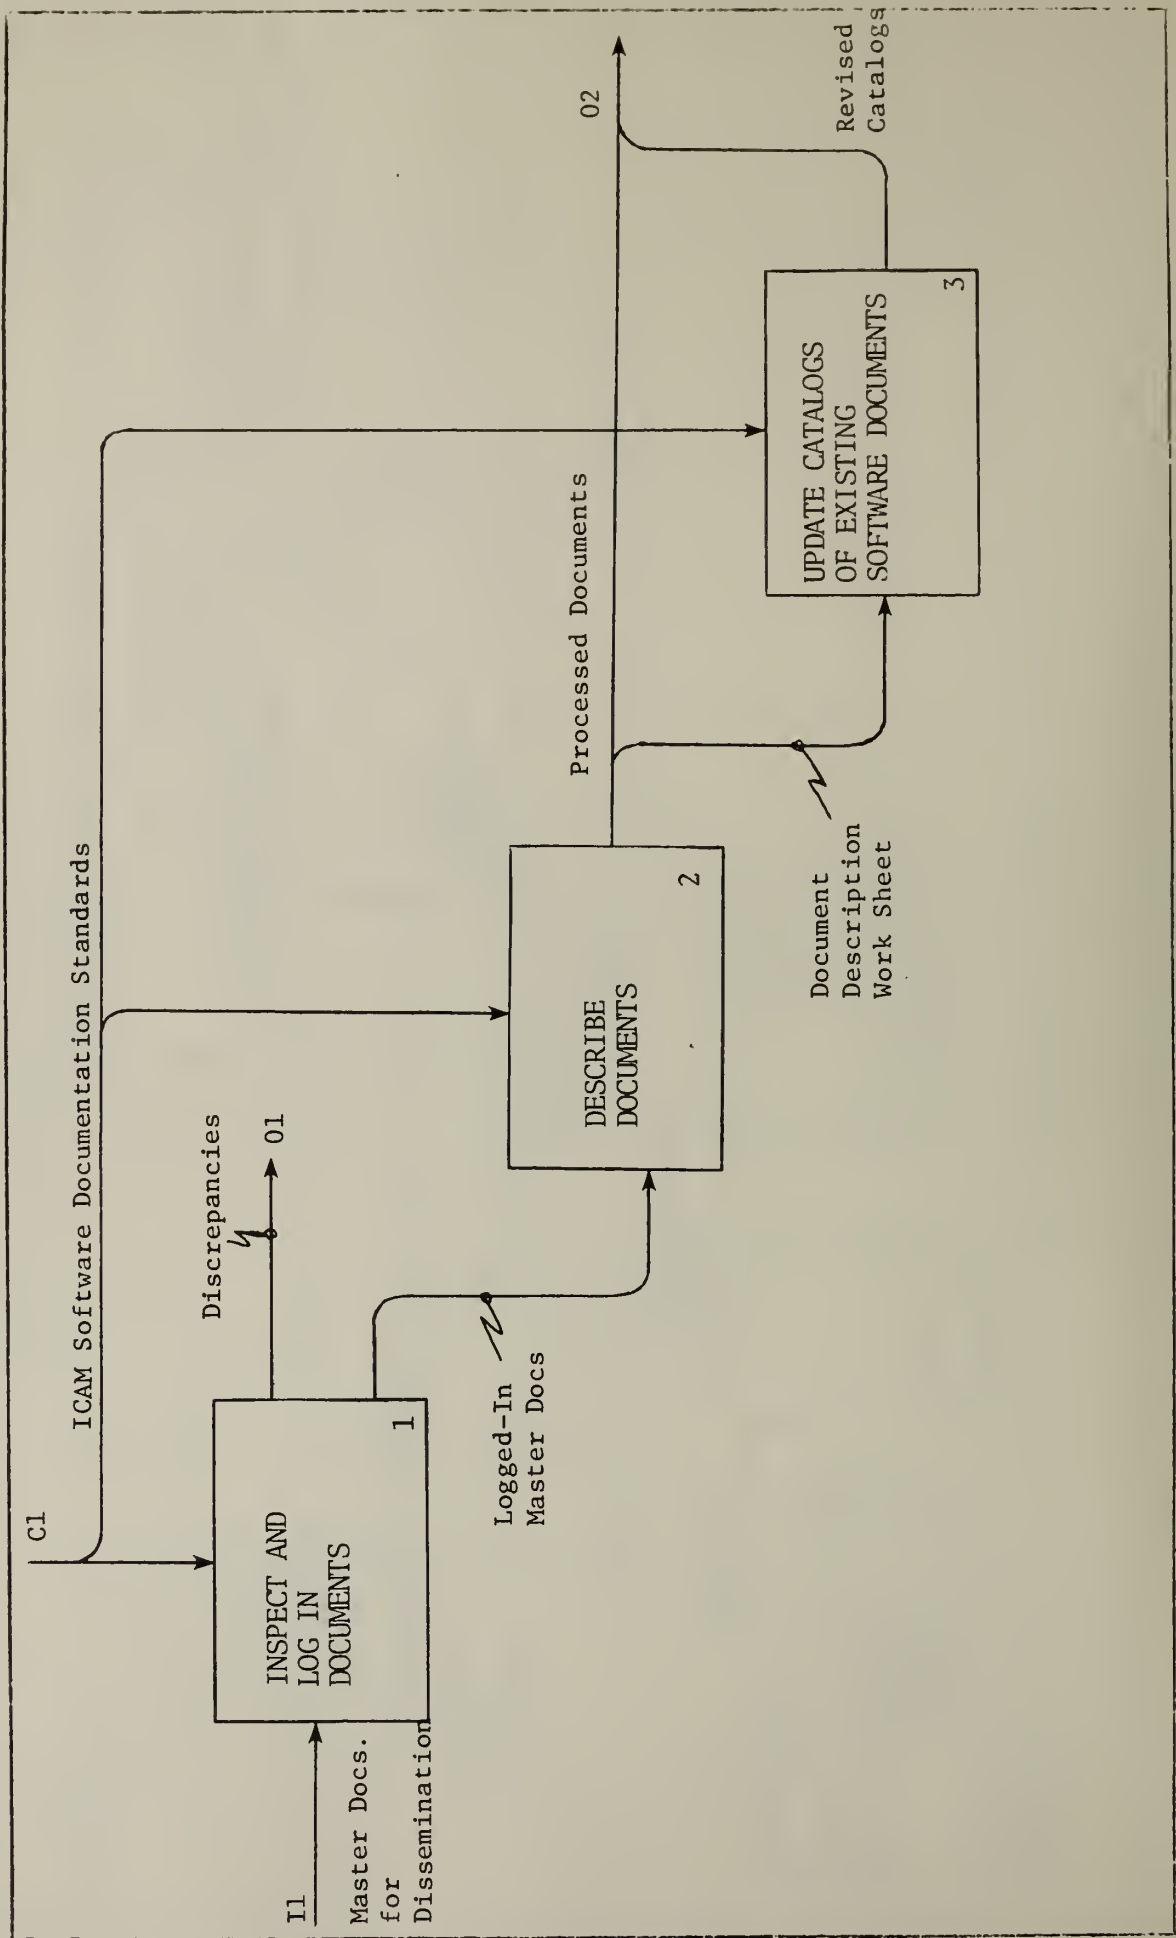 C1
ICAM Software Documentation Standards
I1
Master Docs.
for
Dissemination
INSPECT AND
LOG IN
DOCUMENTS
1
Discrepancies
O1
Logged-In
Master Docs
DESCRIBE
DOCUMENTS
2
Processed Documents
O2
Document
Description
Work Sheet
UPDATE CATALOGS
OF EXISTING
SOFTWARE DOCUMENTS
3
Revised
Catalogs